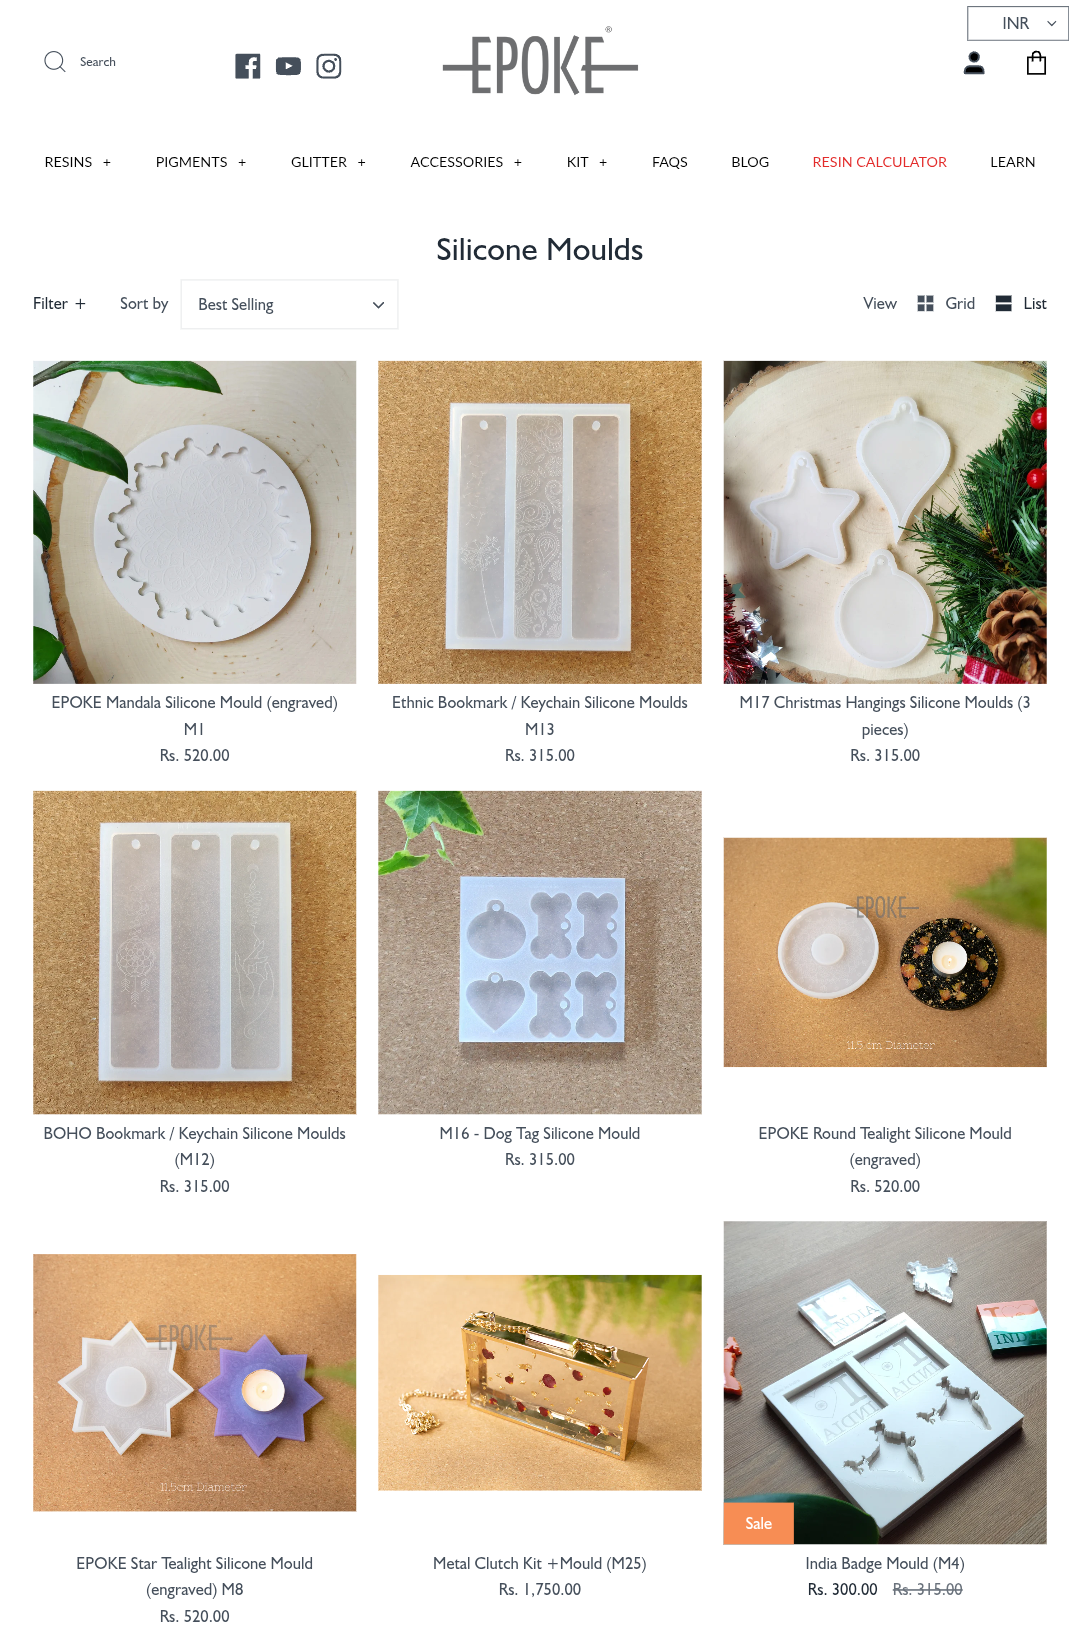 INR
Search
EPOKE®
RESINS +
PIGMENTS +
GLITTER +
ACCESSORIES +
KIT +
FAQS
BLOG
RESIN CALCULATOR
LEARN
Silicone Moulds
Filter +
Sort by
Best Selling
View
Grid
List
EPOKE Mandala Silicone Mould (engraved)
M1
Rs. 520.00
Ethnic Bookmark / Keychain Silicone Moulds
M13
Rs. 315.00
M17 Christmas Hangings Silicone Moulds (3
pieces)
Rs. 315.00
BOHO Bookmark / Keychain Silicone Moulds
(M12)
Rs. 315.00
M16 - Dog Tag Silicone Mould
Rs. 315.00
EPOKE
11.5 cm Diameter
EPOKE Round Tealight Silicone Mould
(engraved)
Rs. 520.00
EPOKE
11.5cm Diameter
EPOKE Star Tealight Silicone Mould
(engraved) M8
Rs. 520.00
Metal Clutch Kit +Mould (M25)
Rs. 1,750.00
INDIA
INDIA
INDIA
Sale
India Badge Mould (M4)
Rs. 300.00 Rs. 315.00